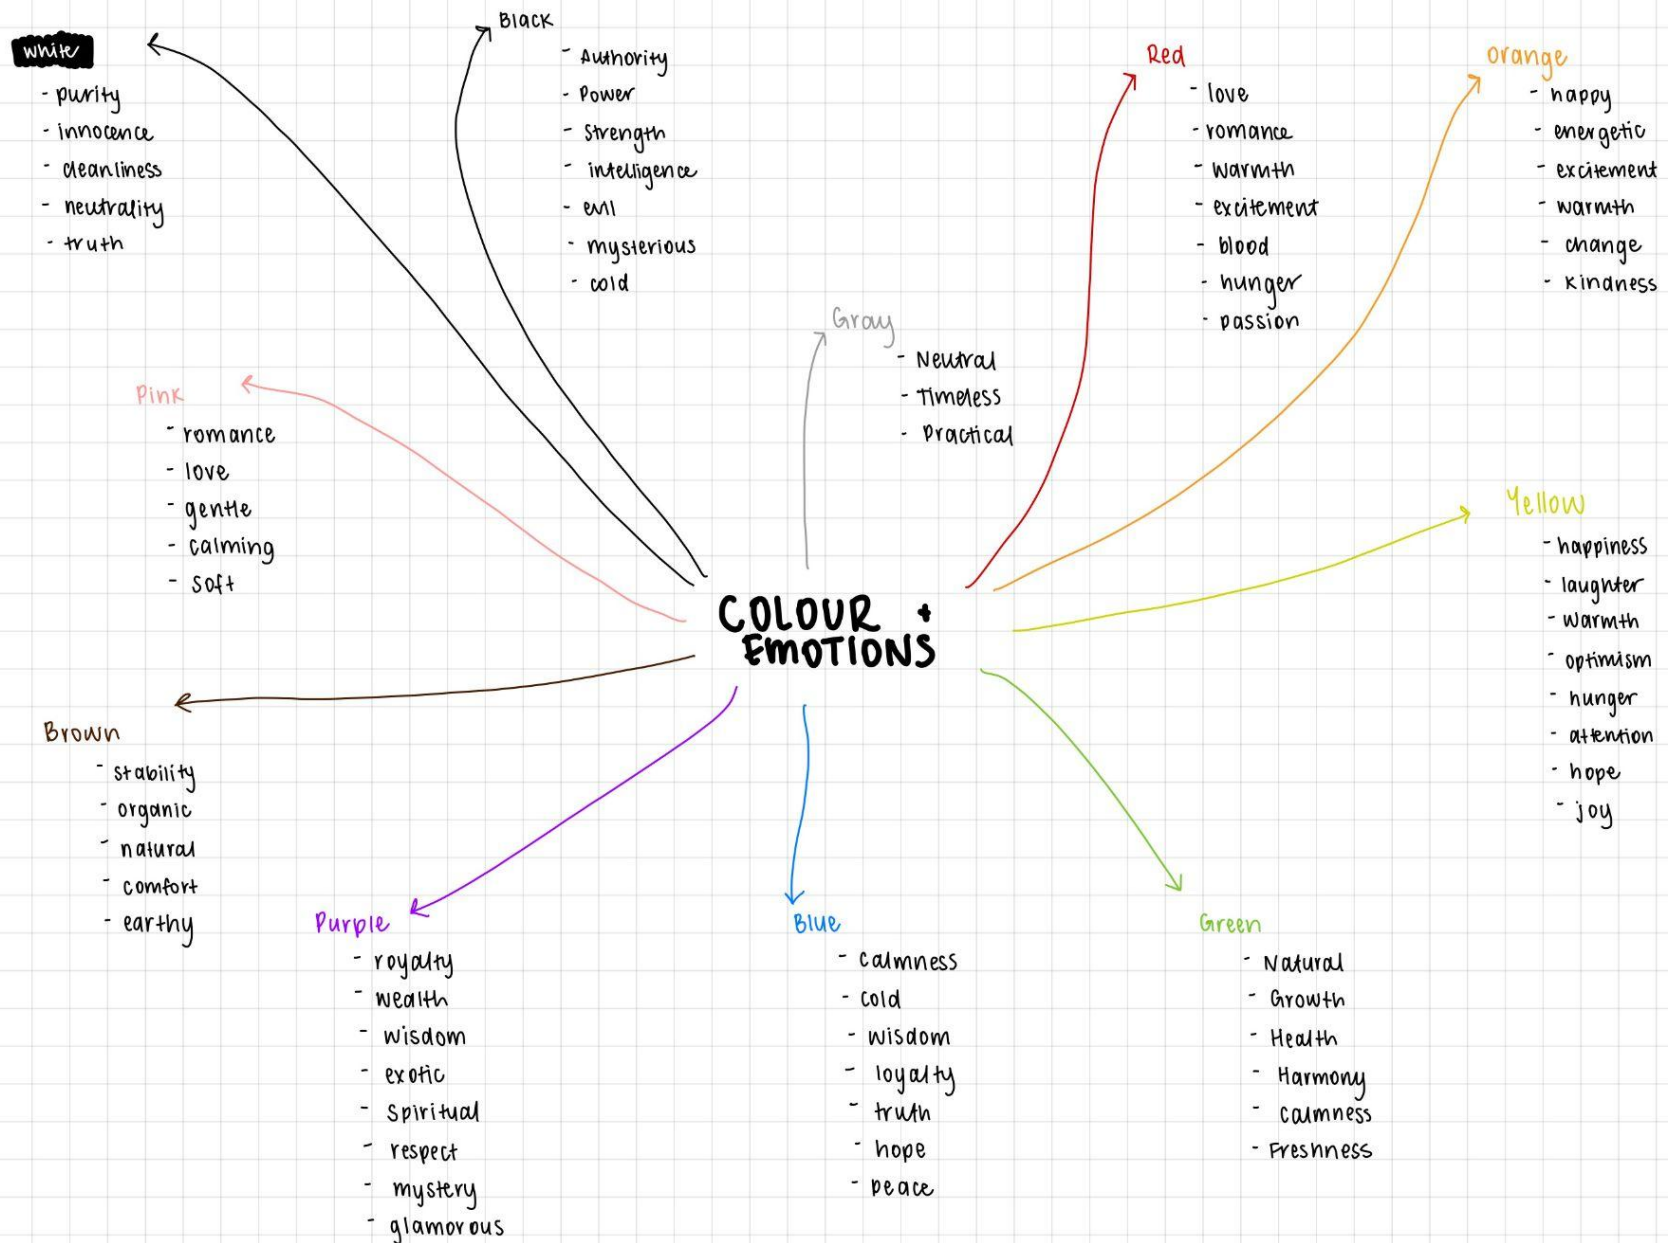 white
- purity
- innocence
- cleanliness
- neutrality
- truth
Black
- Authority
- Power
- Strength
- intelligence
- evil
- mysterious
- cold
Gray
- Neutral
- Timeless
- Practical
Red
- love
- romance
- warmth
- excitement
- blood
- hunger
- passion
Orange
- happy
- energetic
- excitement
- warmth
- change
- kindness
Pink
- romance
- love
- gentle
- calming
- soft
COLOUR +
EMOTIONS
Yellow
- happiness
- laughter
- warmth
- optimism
- hunger
- attention
- hope
- joy
Brown
- stability
- organic
- natural
- comfort
- earthy
Purple
- royalty
- wealth
- wisdom
- exotic
- spiritual
- respect
- mystery
- glamorous
Blue
- calmness
- cold
- wisdom
- loyalty
- truth
- hope
- peace
Green
- Natural
- Growth
- Health
- Harmony
- calmness
- Freshness